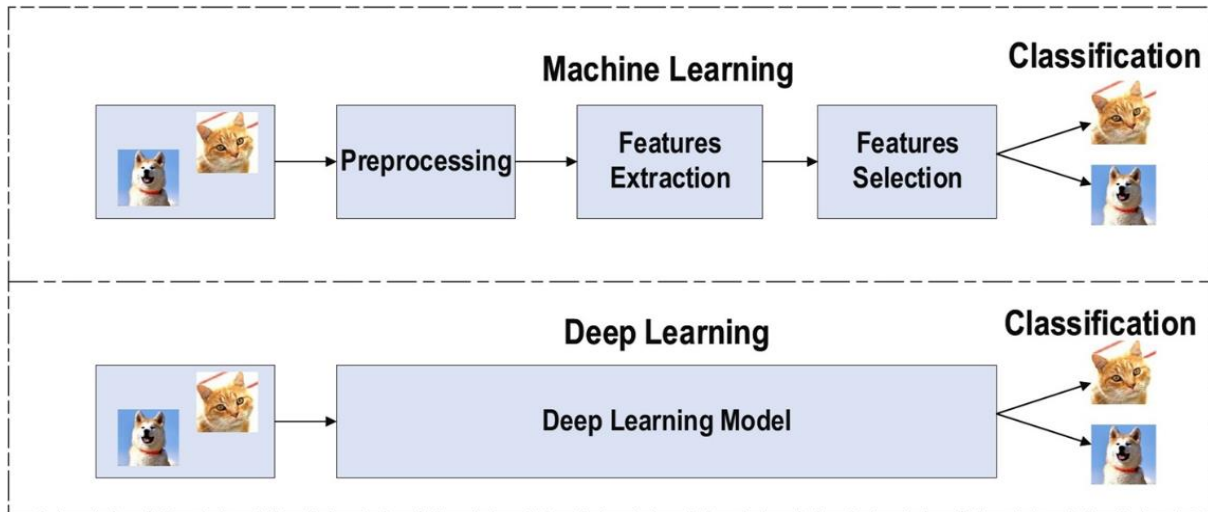 Machine Learning
Classification
Preprocessing
Features
Extraction
Features
Selection
Deep Learning
Classification
Deep Learning Model